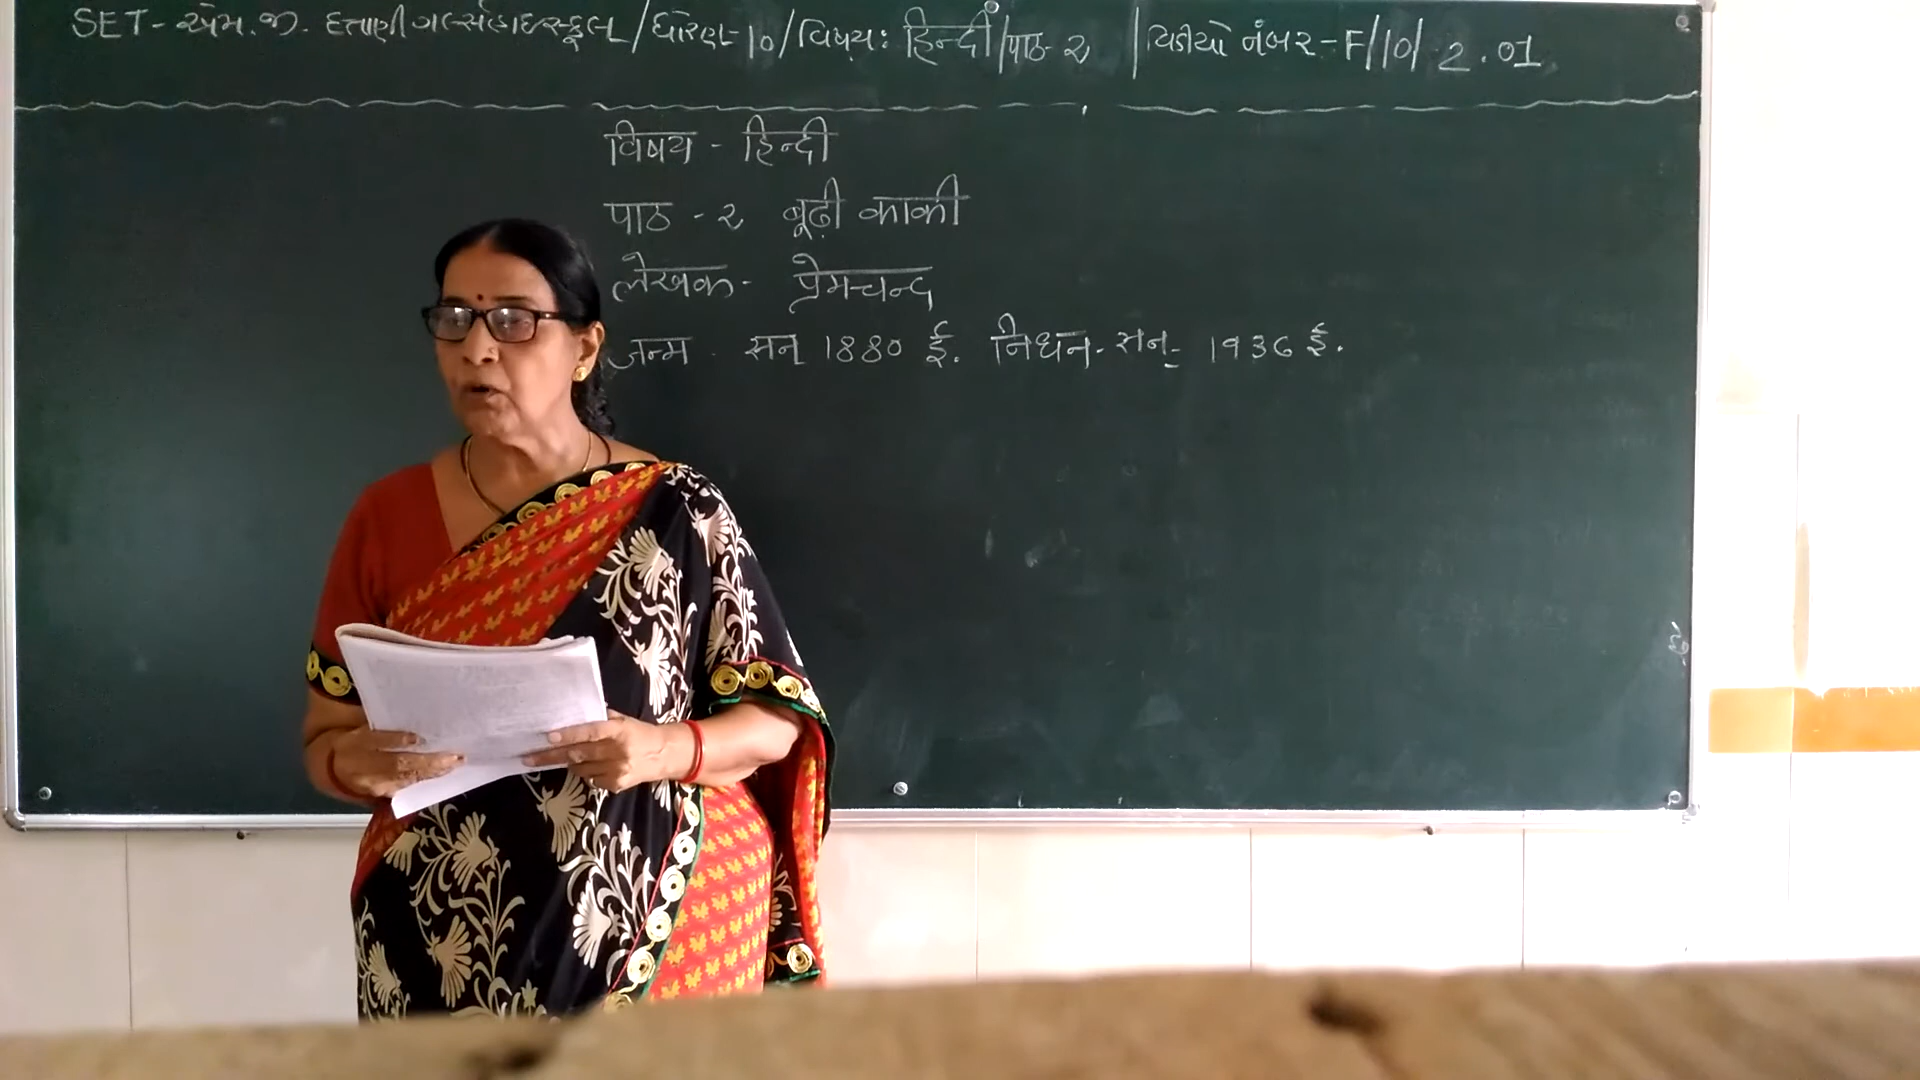 SET - એમ.જી. દત્તાણી ગર્લ્સ હાઇસ્કૂલ / ધોરણ - 10 / વિષય: हिन्दी / पाठ - २ | વિડીયો નંબર - F/10/2.01
विषय - हिन्दी
पाठ - २ बूढ़ी काकी
लेखक - प्रेमचन्द
जन्म - सन् 1880 ई. निधन - सन् - 1936 ई.